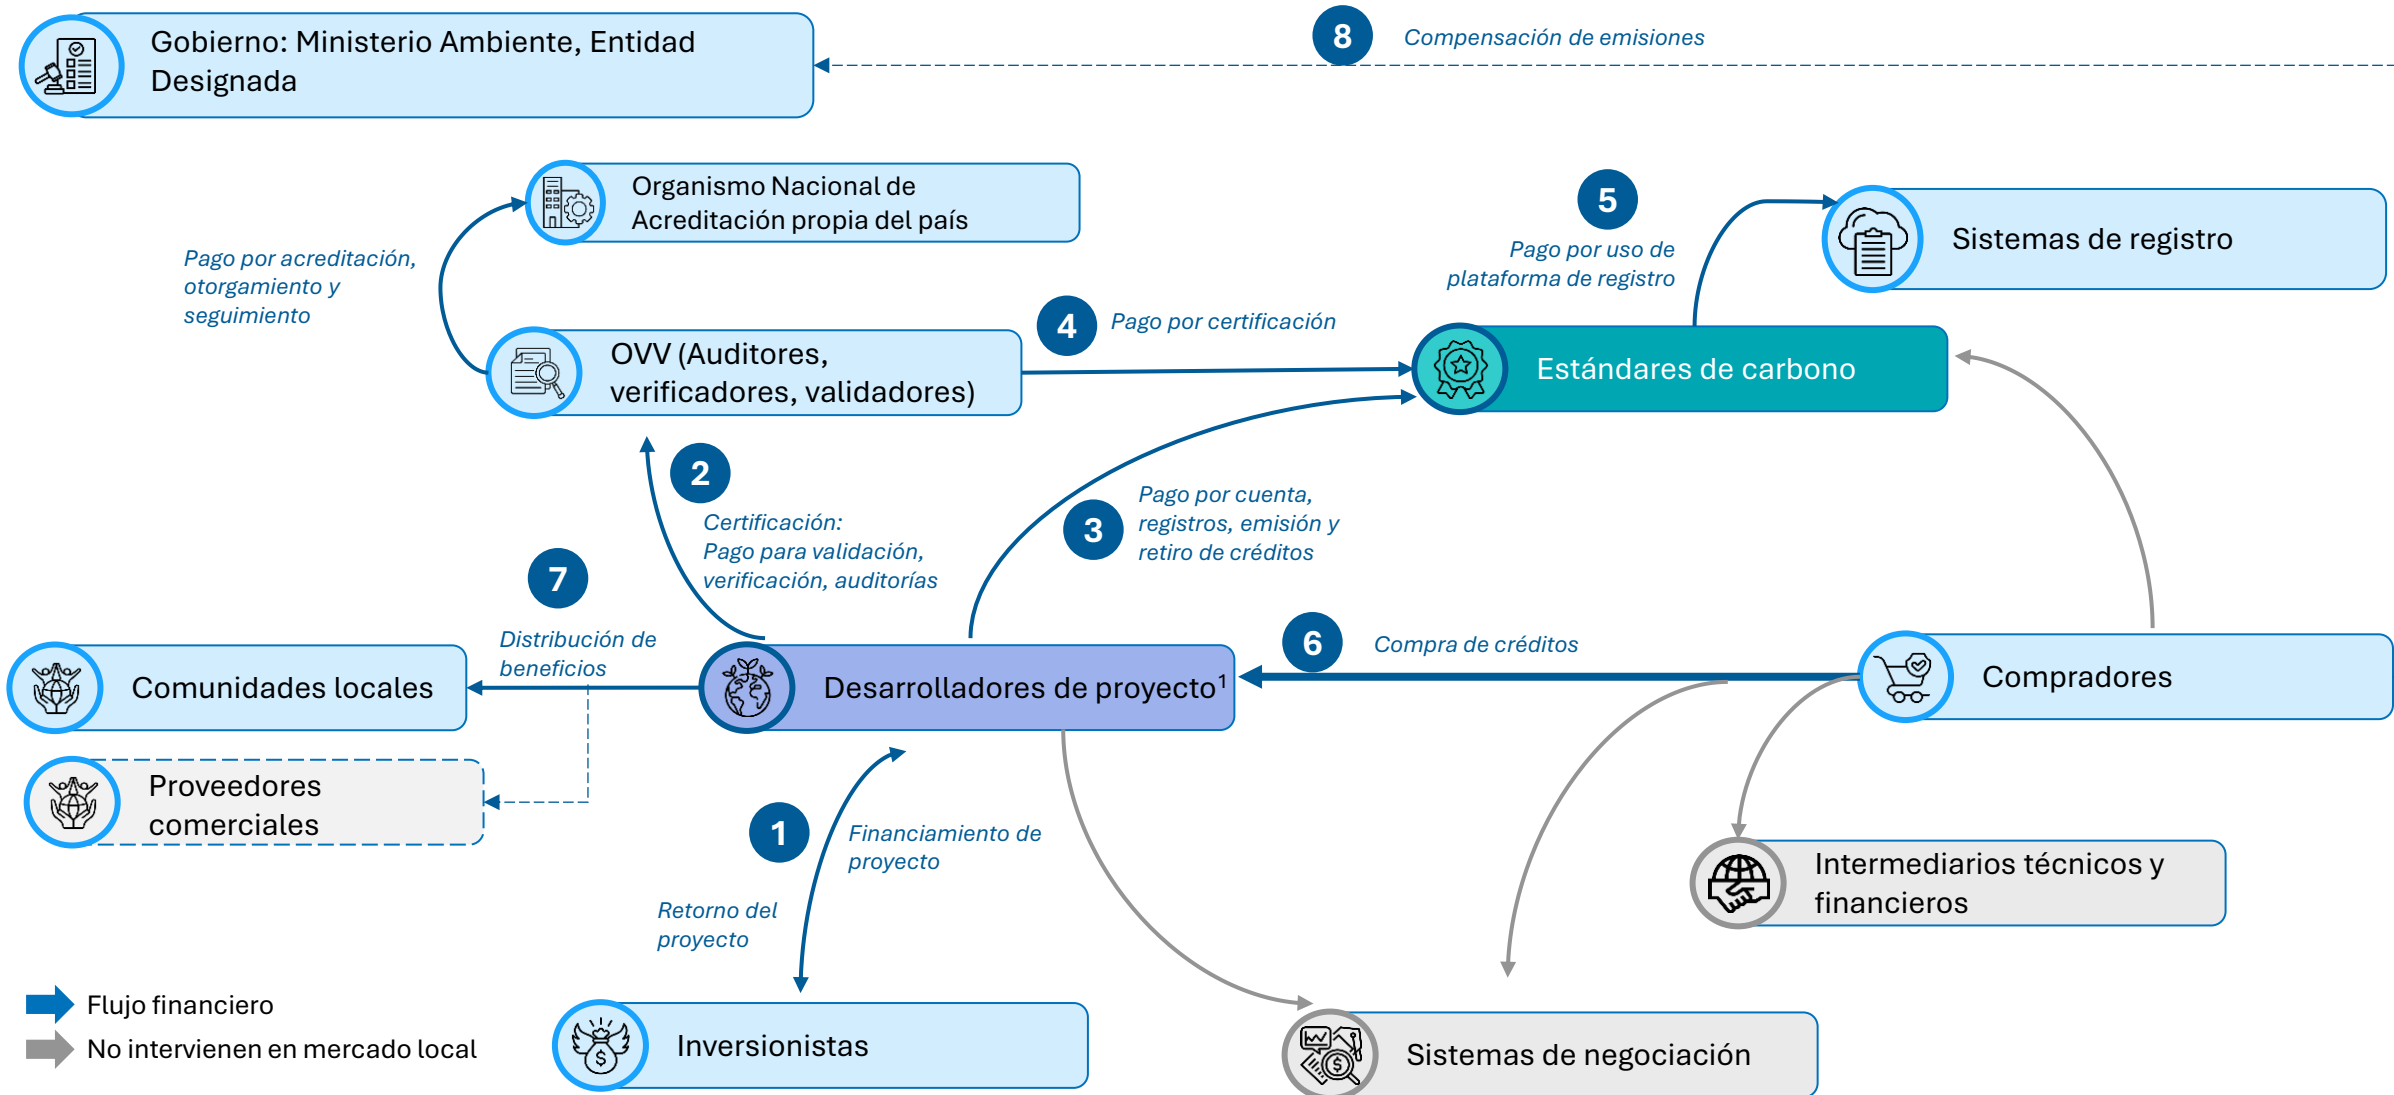 Gobierno: Ministerio Ambiente, Entidad
Designada
8
Compensación de emisiones
Organismo Nacional de
Acreditación propia del país
Pago por acreditación,
otorgamiento y
seguimiento
5
Pago por uso de
plataforma de registro
Sistemas de registro
OVV (Auditores,
verificadores, validadores)
4
Pago por certificación
Estándares de carbono
2
Certificación:
Pago para validación,
verificación, auditorías
3
Pago por cuenta,
registros, emisión y
retiro de créditos
7
Distribución de
beneficios
Comunidades locales
Desarrolladores de proyecto¹
6
Compra de créditos
Compradores
Proveedores
comerciales
1
Financiamiento de
proyecto
Retorno del
proyecto
Intermediarios técnicos y
financieros
Flujo financiero
No intervienen en mercado local
$
Inversionistas
$
Sistemas de negociación